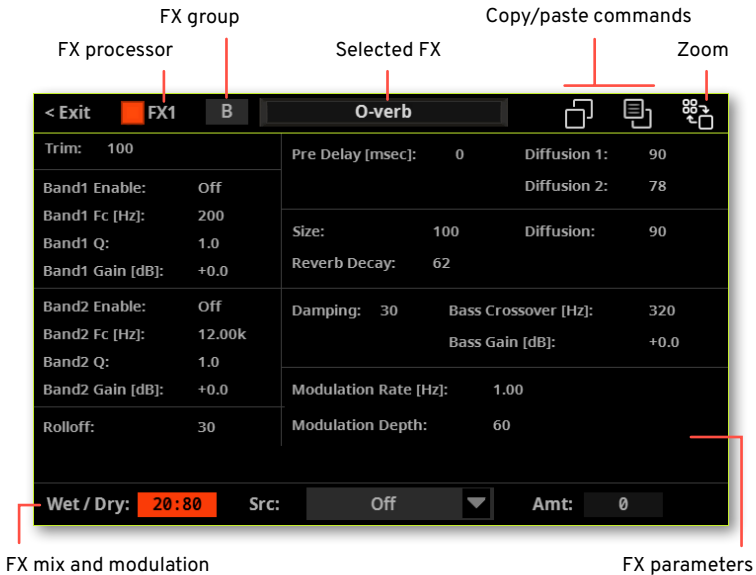 FX group
Copy/paste commands
FX processor
Selected FX
Zoom
< Exit FX1 B O-verb
Trim: 100
Pre Delay [msec]: 0 Diffusion 1: 90
Diffusion 2: 78
Band1 Enable: Off
Band1 Fc [Hz]: 200
Band1 Q: 1.0
Band1 Gain [dB]: +0.0
Size: 100 Diffusion: 90
Reverb Decay: 62
Band2 Enable: Off
Band2 Fc [Hz]: 12.00k
Band2 Q: 1.0
Band2 Gain [dB]: +0.0
Damping: 30 Bass Crossover [Hz]: 320
Bass Gain [dB]: +0.0
Modulation Rate [Hz]: 1.00
Modulation Depth: 60
Rolloff: 30
Wet / Dry: 20:80 Src: Off Amt: 0
FX mix and modulation
FX parameters